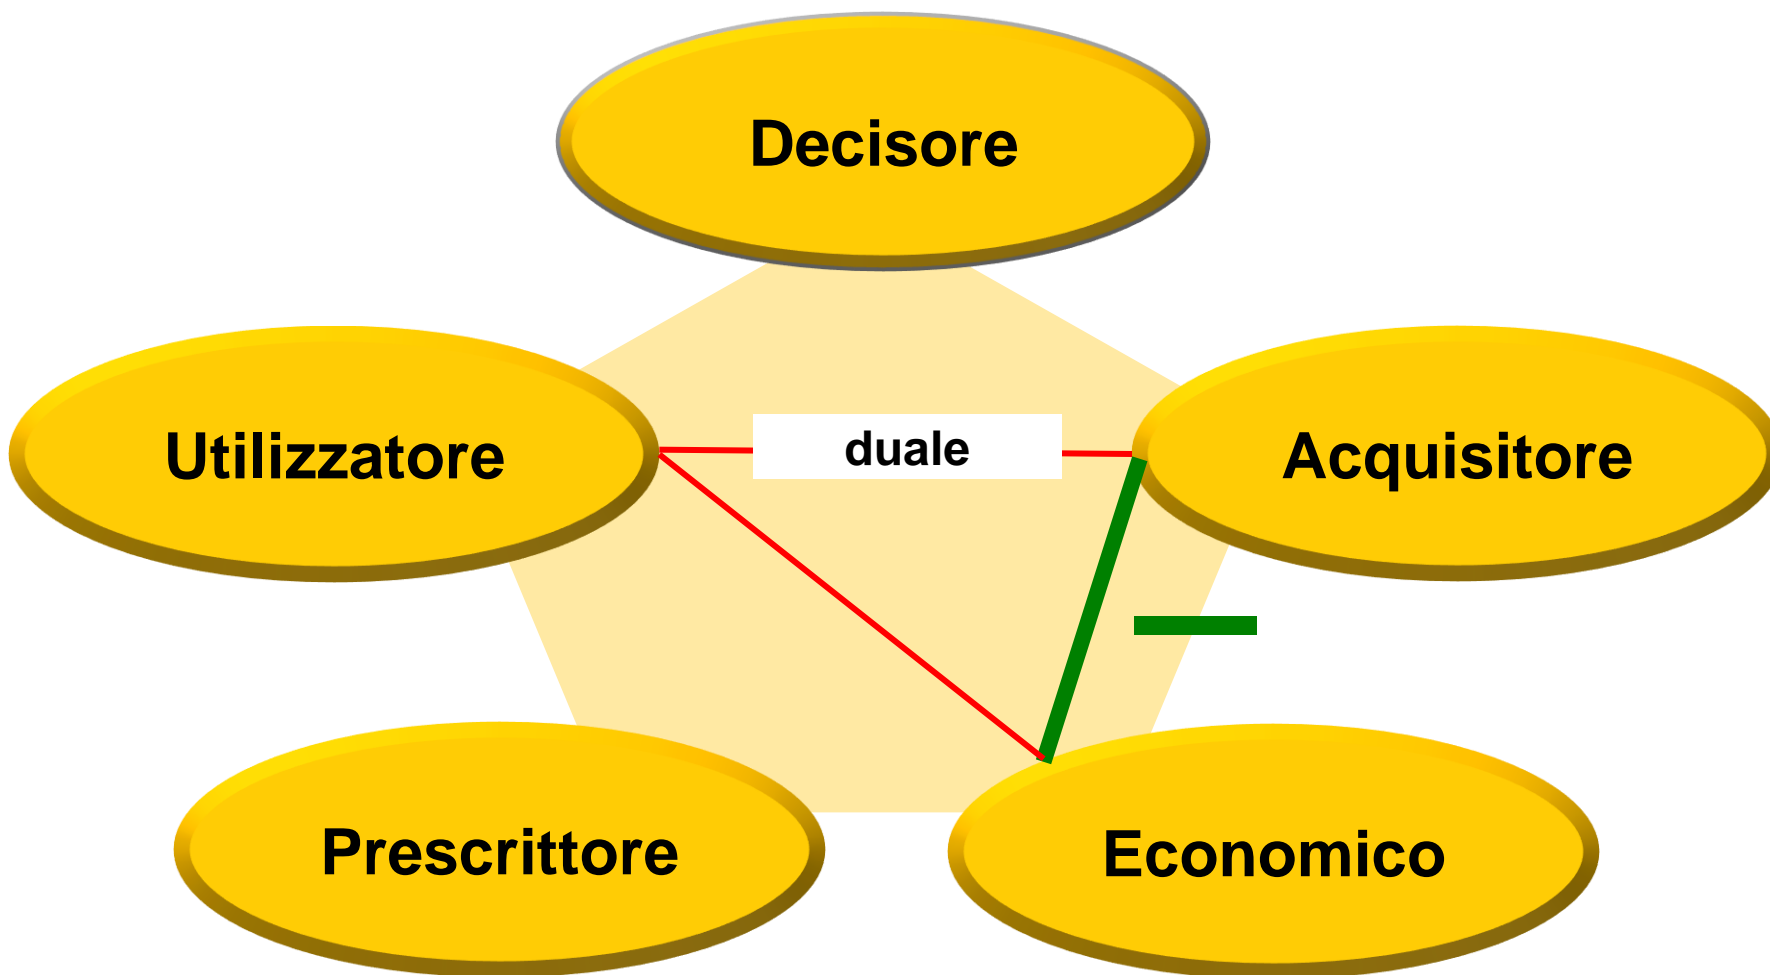 Decisore
Utilizzatore
duale
Acquisitore
Prescrittore
Economico